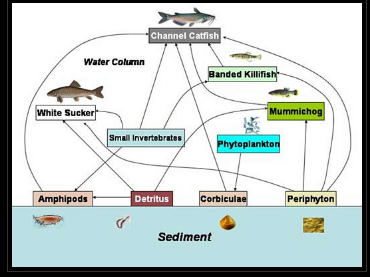 Channel Catfish
Water Column
Banded Killifish
White Sucker
Mummichog
Small Invertebrates
Phytoplankton
Amphipods
Detritus
Corbiculae
Periphyton
Sediment